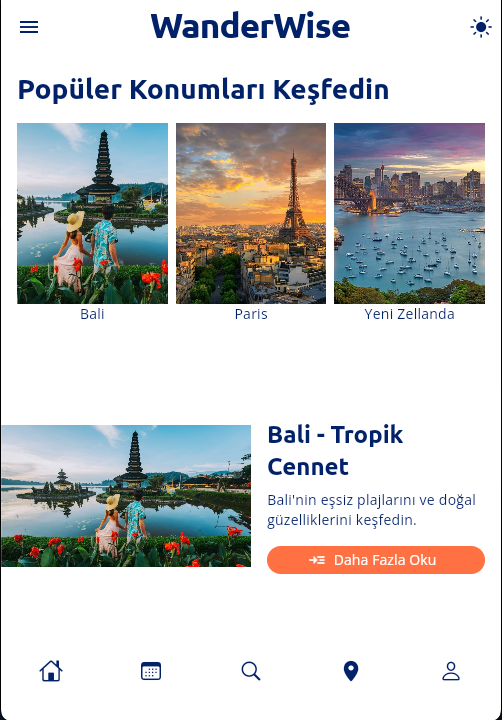 WanderWise
Popüler Konumları Keşfedin
Bali
Paris
Yeni Zellanda
Bali - Tropik
Cennet
Bali'nin eşsiz plajlarını ve doğal
güzelliklerini keşfedin.
Daha Fazla Oku